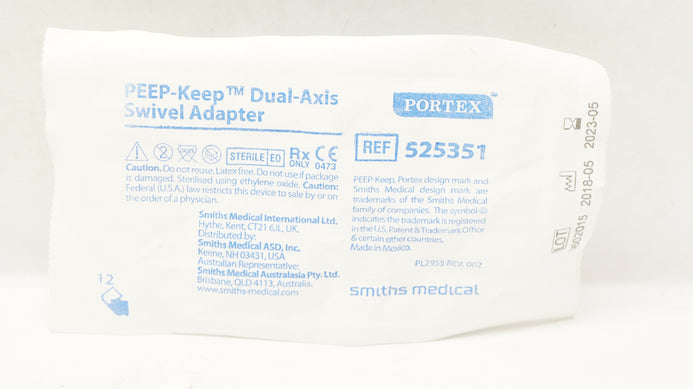 PEEP-Keep™ Dual-Axis
Swivel Adapter
STERILE EO Rx ONLY CE 0473
Do not reuse. Latex free. Do not use if package
is damaged. Sterilised using ethylene oxide. Caution:
Federal (U.S.A.) law restricts this device to sale by or on
the order of a physician.
Smiths Medical International Ltd.
Hythe, Kent, CT21 6JL, UK,
Distributed by:
Smiths Medical ASD, Inc.
Keene, NH 03431, USA
Australian Representative:
Smiths Medical Australasia Pty. Ltd.
Brisbane, QLD 4113, Australia.
www.smiths-medical.com
12
PORTEX™
REF 525351
PEEP-Keep, Portex design mark and
Smiths Medical design mark are
trademarks of the Smiths Medical
family of companies. The symbol ®
indicates the trademark is registered
in the U.S. Patent & Trademark Office
& certain other countries.
Made in Mexico.
PL2955 REV. 002
smiths medical
2023-05
2018-05
LOT 3602015